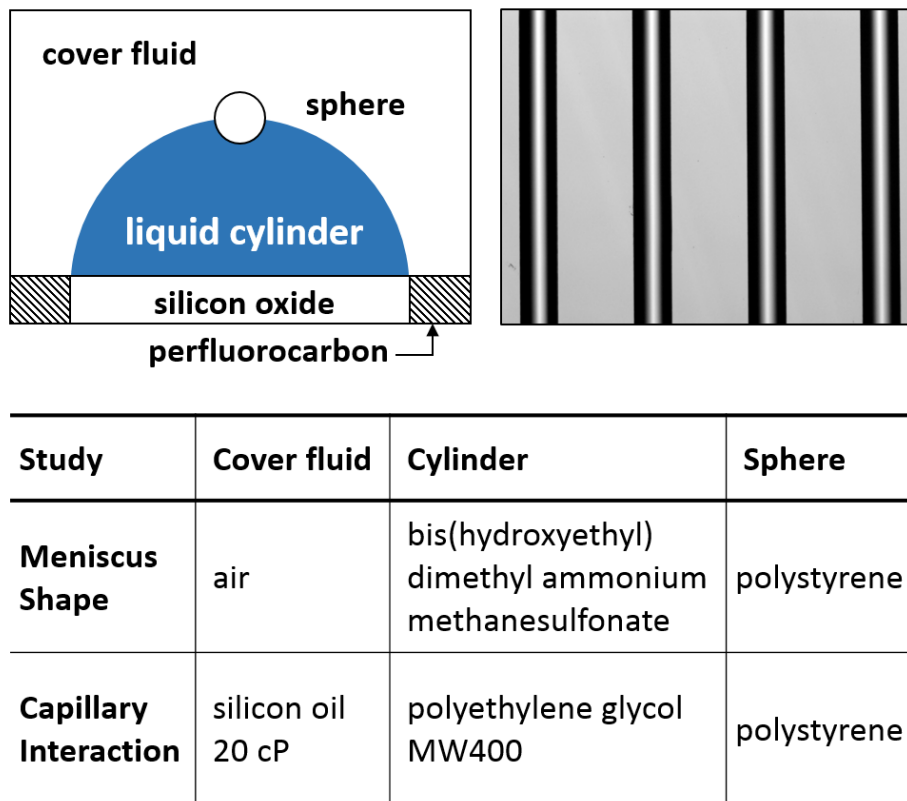 cover fluid
sphere
liquid cylinder
silicon oxide
perfluorocarbon
Study Cover fluid Cylinder Sphere
Meniscus Shape air bis(hydroxyethyl) dimethyl ammonium methanesulfonate polystyrene
Capillary Interaction silicon oil 20 cP polyethylene glycol MW400 polystyrene